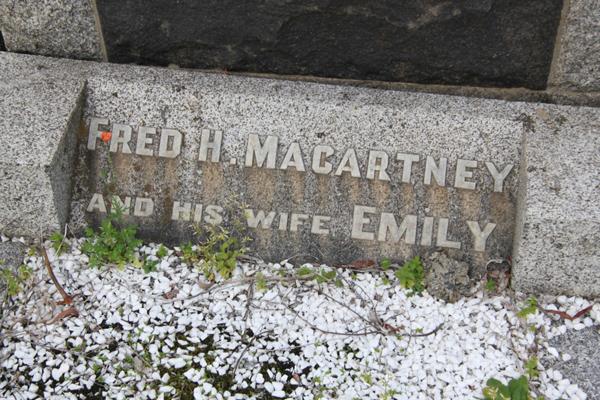 FRED H. MACARTNEY
AND HIS WIFE EMILY